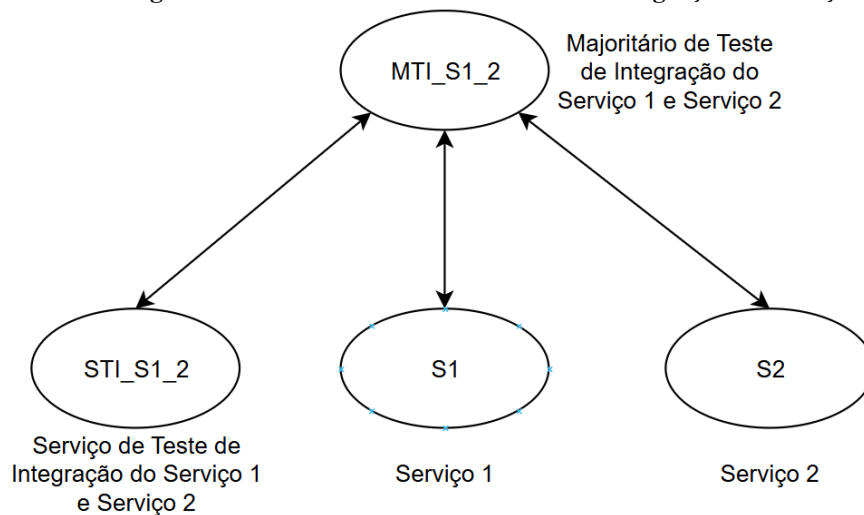 MTI_S1_2
Majoritário de Teste
de Integração do
Serviço 1 e Serviço 2
STI_S1_2
S1
S2
Serviço de Teste de
Integração do Serviço 1
e Serviço 2
Serviço 1
Serviço 2